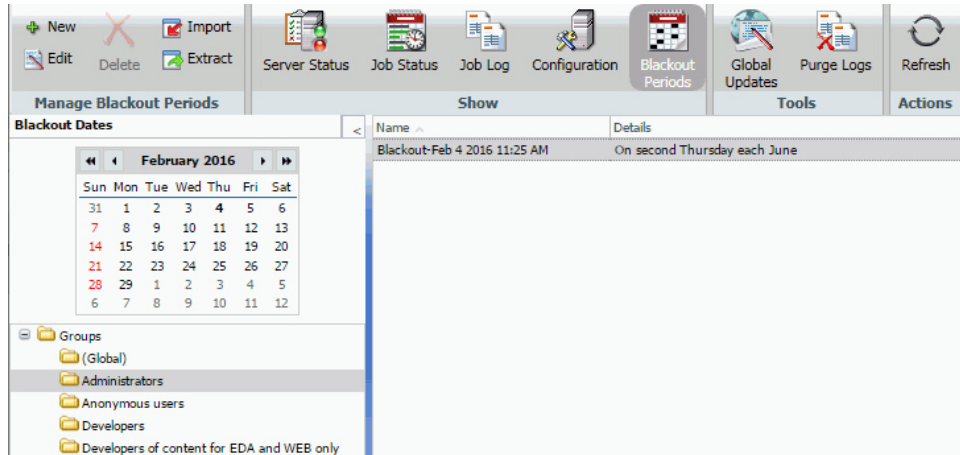 New
Edit
Delete
Import
Extract
Manage Blackout Periods
Server Status
Job Status
Job Log
Configuration
Blackout
Periods
Show
Global
Updates
Purge Logs
Tools
Refresh
Actions
Blackout Dates
<
February 2016
Sun Mon Tue Wed Thu Fri Sat
31 1 2 3 4 5 6
7 8 9 10 11 12 13
14 15 16 17 18 19 20
21 22 23 24 25 26 27
28 29 1 2 3 4 5
6 7 8 9 10 11 12
Groups
(Global)
Administrators
Anonymous users
Developers
Developers of content for EDA and WEB only
Name Details
Blackout-Feb 4 2016 11:25 AM On second Thursday each June